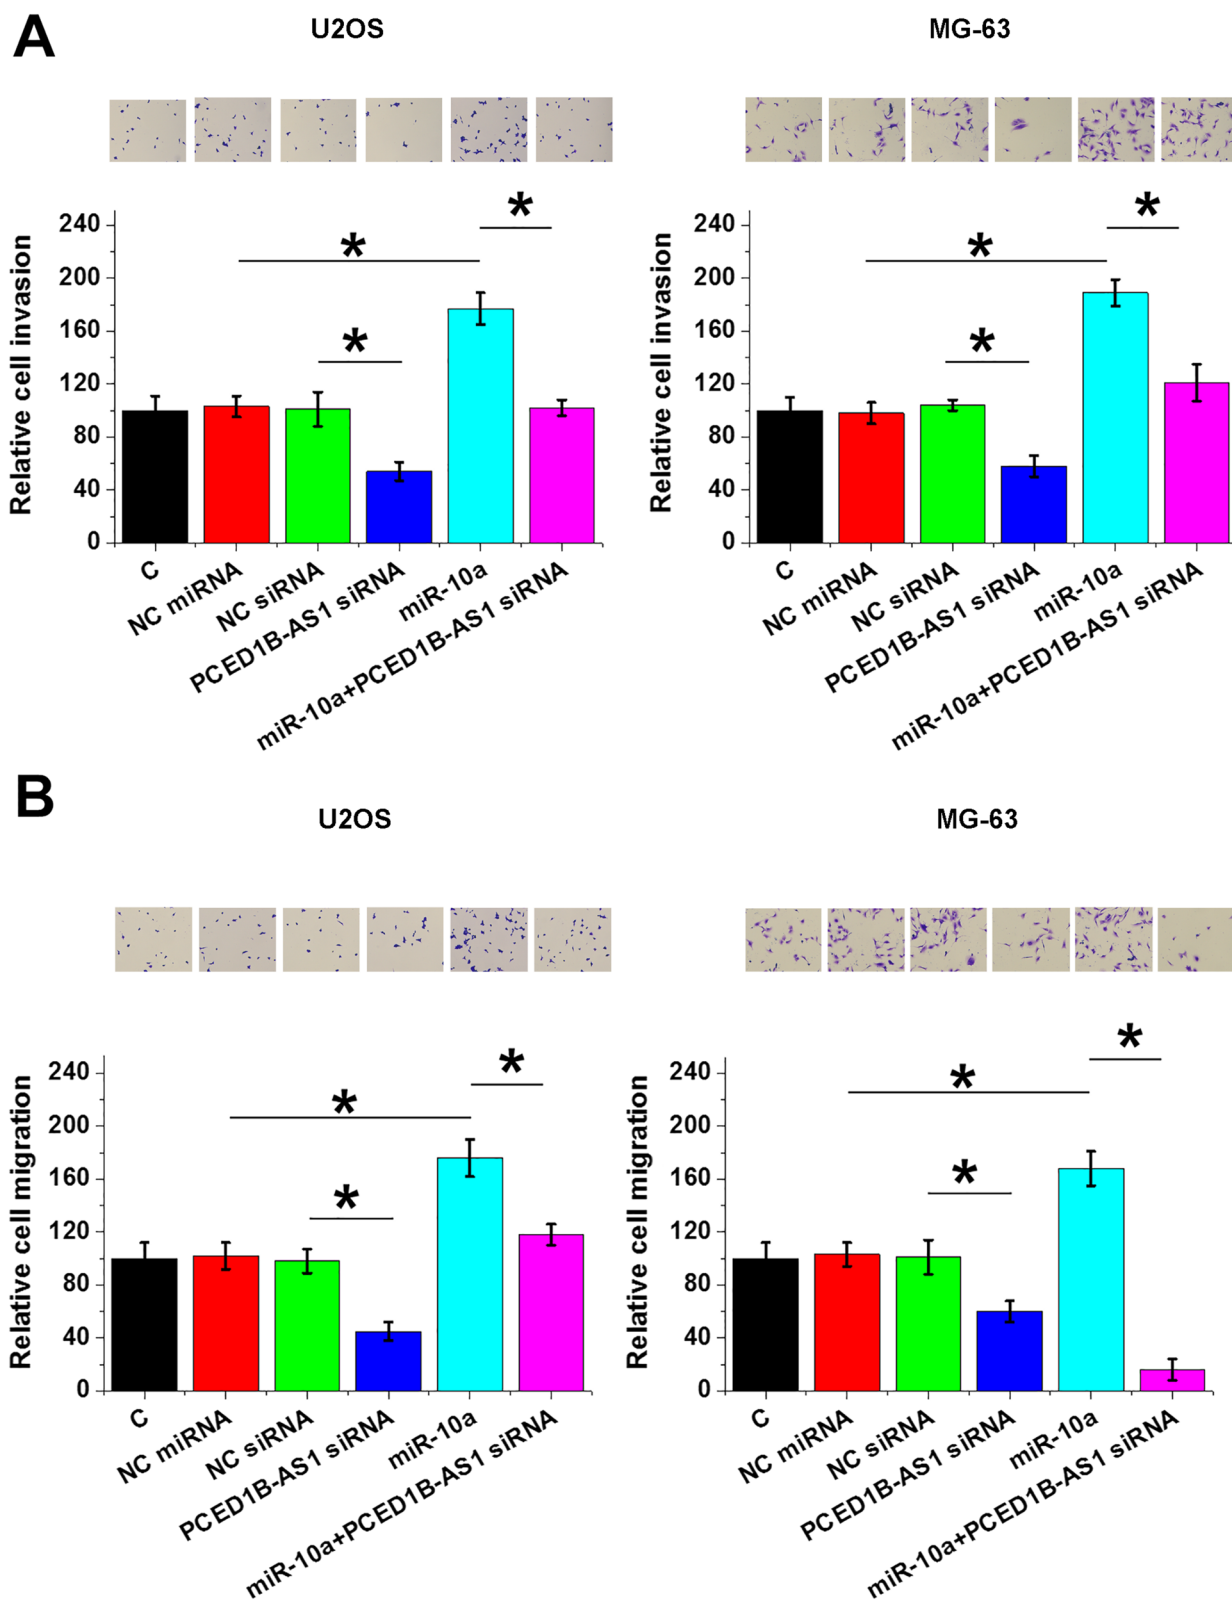 A
U2OS
MG-63
*
*
*
240
200
160
120
80
40
0
Relative cell invasion
C
NC miRNA
NC siRNA
PCED1B-AS1 siRNA
miR-10a
miR-10a+PCED1B-AS1 siRNA
*
*
*
240
200
160
120
80
40
0
Relative cell invasion
C
NC miRNA
NC siRNA
PCED1B-AS1 siRNA
miR-10a
miR-10a+PCED1B-AS1 siRNA
B
U2OS
MG-63
*
*
*
240
200
160
120
80
40
0
Relative cell migration
C
NC miRNA
NC siRNA
PCED1B-AS1 siRNA
miR-10a
miR-10a+PCED1B-AS1 siRNA
*
*
*
240
200
160
120
80
40
0
Relative cell migration
C
NC miRNA
NC siRNA
PCED1B-AS1 siRNA
miR-10a
miR-10a+PCED1B-AS1 siRNA